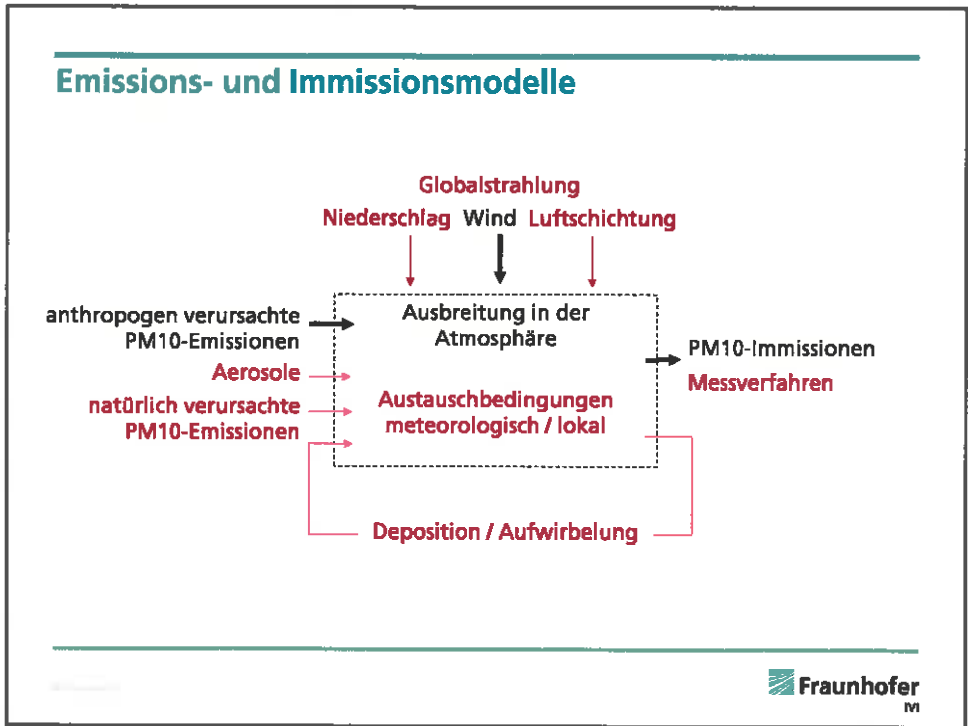 Emissions- und Immissionsmodelle
Globalstrahlung
Niederschlag Wind Luftschichtung
anthropogen verursachte
PM10-Emissionen
Aerosole
natürlich verursachte
PM10-Emissionen
Ausbreitung in der
Atmosphäre
Austauschbedingungen
meteorologisch / lokal
PM10-Immissionen
Messverfahren
Deposition / Aufwirbelung
Fraunhofer
IVI